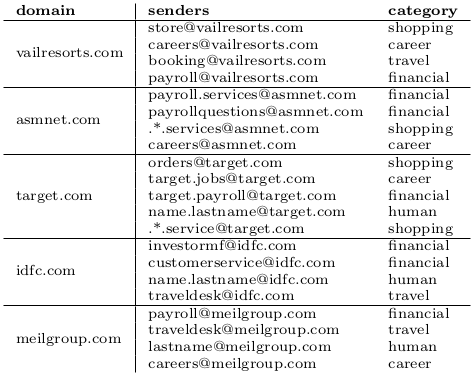 domain senders category
store@vailresorts.com shopping
careers@vailresorts.com career
vailresorts.com
booking@vailresorts.com travel
payroll@vailresorts.com financial
payroll.services@asmnet.com financial
payrollquestions@asmnet.com financial
asmnet.com
.*.services@asmnet.com shopping
careers@asmnet.com career
orders@target.com shopping
target.jobs@target.com career
target.com target.payroll@target.com financial
name.lastname@target.com human
.*.service@target.com shopping
investormf@idfc.com financial
customerservice@idfc.com financial
idfc.com
name.lastname@idfc.com human
traveldesk@idfc.com travel
payroll@meilgroup.com financial
traveldesk@meilgroup.com travel
meilgroup.com
lastname@meilgroup.com human
careers@meilgroup.com career